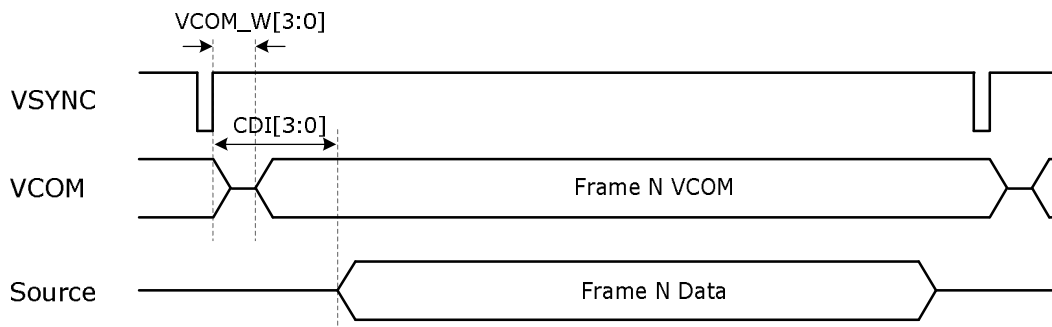 VCOM_W[3:0]
VSYNC
CDI[3:0]
VCOM
Frame N VCOM
Source
Frame N Data